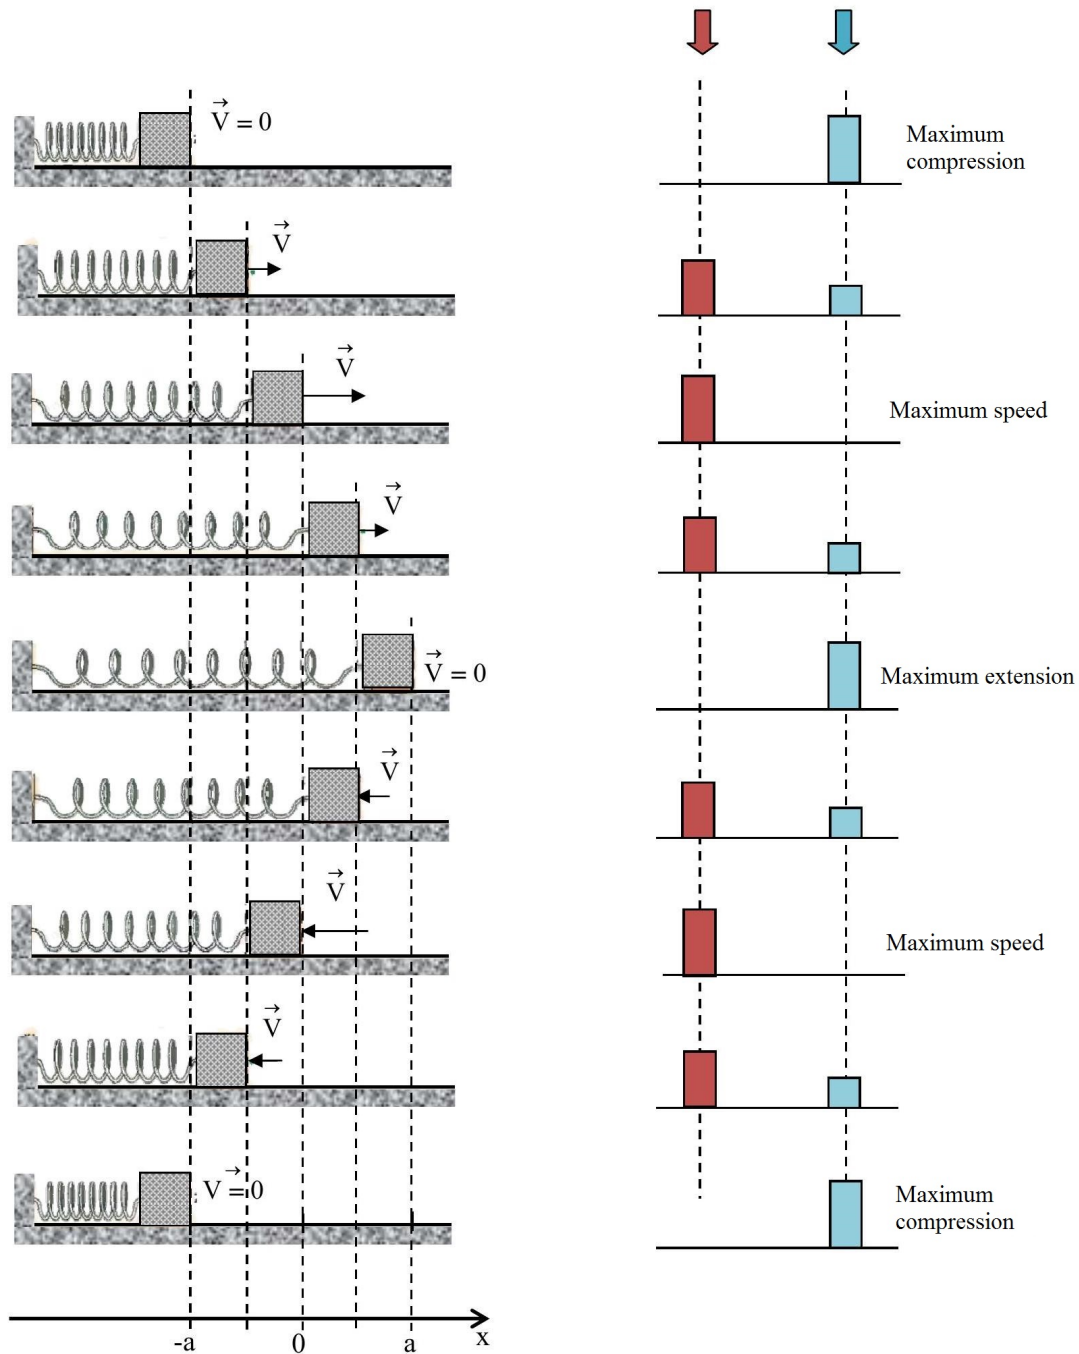 V⃗ = 0
Maximum
compression
V⃗
V⃗
Maximum speed
V⃗
V⃗ = 0
Maximum extension
V⃗
V⃗
Maximum speed
V⃗
V⃗ = 0
Maximum
compression
-a 0 a x